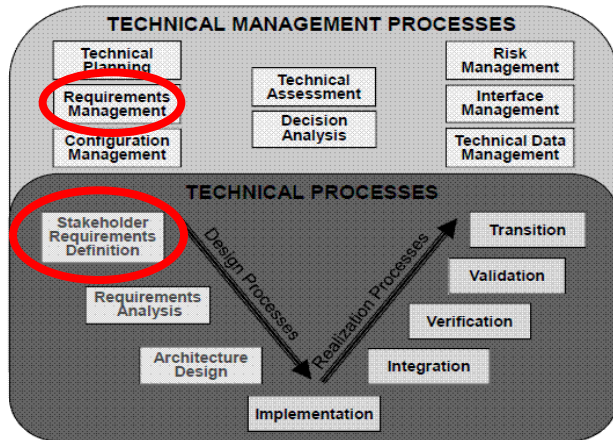 TECHNICAL MANAGEMENT PROCESSES
Technical
Planning
Requirements
Management
Configuration
Management
Technical
Assessment
Decision
Analysis
Risk
Management
Interface
Management
Technical Data
Management
TECHNICAL PROCESSES
Stakeholder
Requirements
Definition
Requirements
Analysis
Architecture
Design
Design Processes
Implementation
Realization Processes
Transition
Validation
Verification
Integration